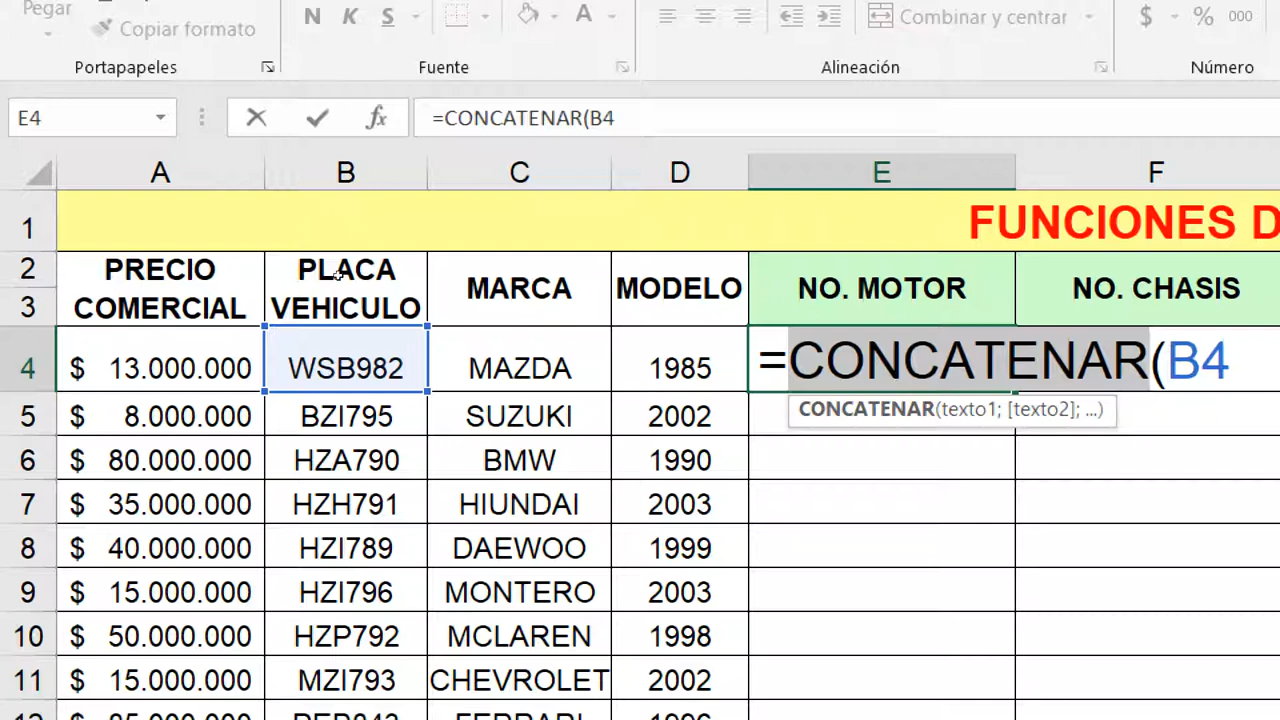 Pegar
Copiar formato
N K S A Combinar y centrar $ % 000
Portapapeles Fuente Alineación Número
E4 fx =CONCATENAR(B4
A B C D E F
1 FUNCIONES D
2 PRECIO PLACA MARCA MODELO NO. MOTOR NO. CHASIS
3 COMERCIAL VEHICULO
4 $ 13.000.000 WSB982 MAZDA 1985 =CONCATENAR(B4
CONCATENAR(texto1; [texto2]; ...)
5 $ 8.000.000 BZI795 SUZUKI 2002
6 $ 80.000.000 HZA790 BMW 1990
7 $ 35.000.000 HZH791 HIUNDAI 2003
8 $ 40.000.000 HZI789 DAEWOO 1999
9 $ 15.000.000 HZI796 MONTERO 2003
10 $ 50.000.000 HZP792 MCLAREN 1998
11 $ 15.000.000 MZI793 CHEVROLET 2002